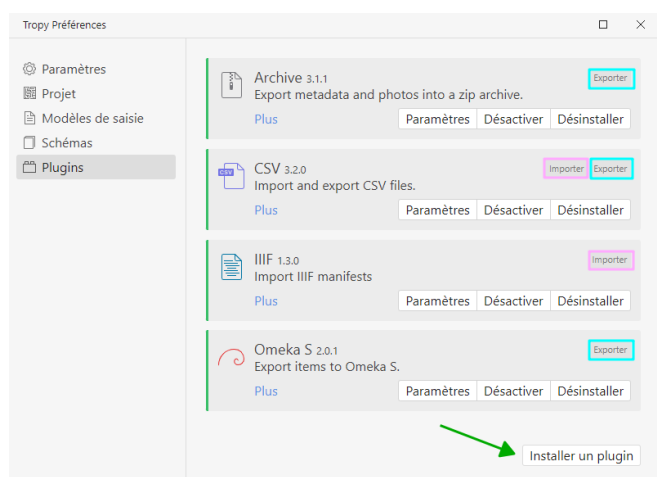 Tropy Préférences
Paramètres
Projet
Modèles de saisie
Schémas
Plugins
Archive 3.1.1
Exporter
Export metadata and photos into a zip archive.
Plus
Paramètres Désactiver Désinstaller
CSV
CSV 3.2.0
Importer Exporter
Import and export CSV files.
Plus
Paramètres Désactiver Désinstaller
IIIF 1.3.0
Importer
Import IIIF manifests
Plus
Paramètres Désactiver Désinstaller
Omeka S 2.0.1
Exporter
Export items to Omeka S.
Plus
Paramètres Désactiver Désinstaller
Installer un plugin